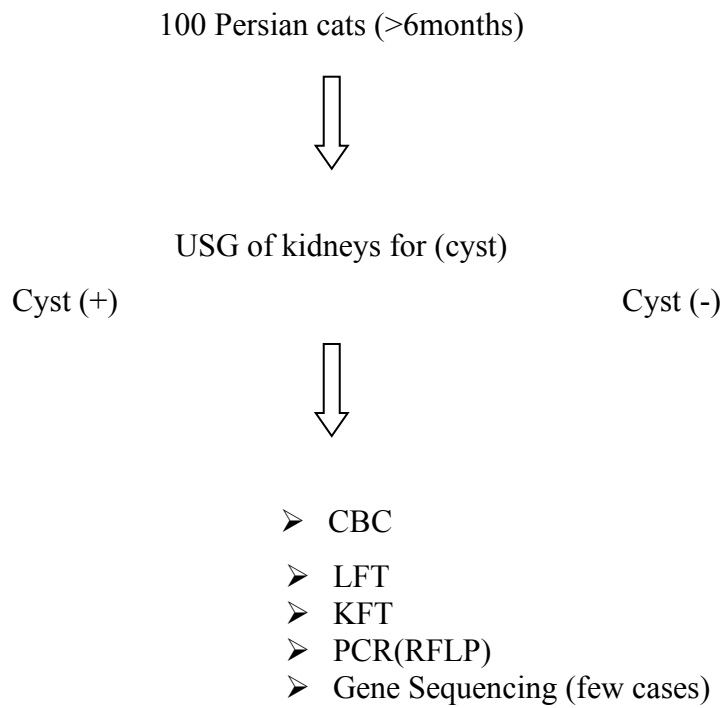 100 Persian cats (>6months)
USG of kidneys for (cyst)
Cyst (+) Cyst (-)
➢ CBC
➢ LFT
➢ KFT
➢ PCR(RFLP)
➢ Gene Sequencing (few cases)